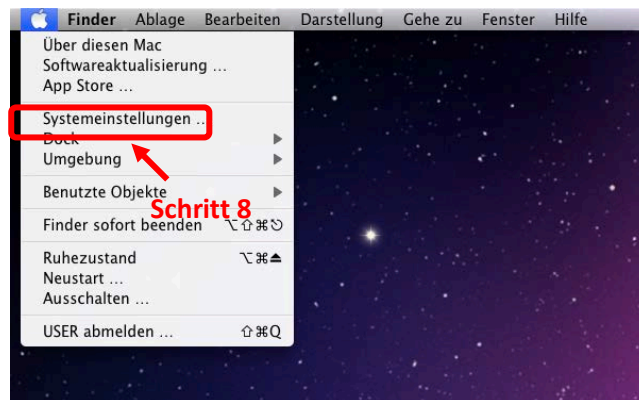 Finder Ablage Bearbeiten Darstellung Gehe zu Fenster Hilfe
Über diesen Mac
Softwareaktualisierung …
App Store …
Systemeinstellungen …
Dock
Umgebung
Benutzte Objekte
Schritt 8
Finder sofort beenden ⌥⇧⌘⎋
Ruhezustand ⌥⌘⏏
Neustart …
Ausschalten …
USER abmelden … ⇧⌘Q